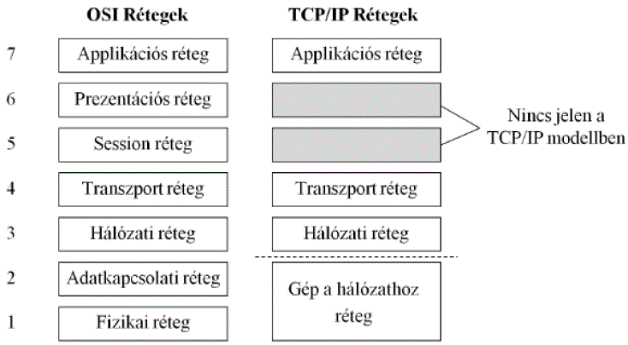 OSI Rétegek TCP/IP Rétegek
7 Applikációs réteg Applikációs réteg
6 Prezentációs réteg
5 Session réteg
Nincs jelen a
TCP/IP modellben
4 Transzport réteg Transzport réteg
3 Hálózati réteg Hálózati réteg
2 Adatkapcsolati réteg
Gép a hálózathoz
réteg
1 Fizikai réteg